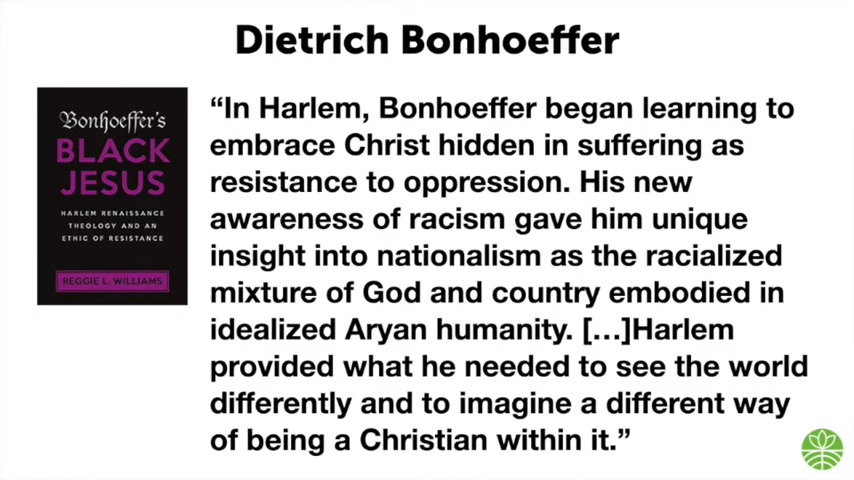 Dietrich Bonhoeffer
Bonhoeffer's
BLACK
JESUS
HARLEM RENAISSANCE
THEOLOGY AND AN
ETHIC OF RESISTANCE
REGGIE L. WILLIAMS
“In Harlem, Bonhoeffer began learning to
embrace Christ hidden in suffering as
resistance to oppression. His new
awareness of racism gave him unique
insight into nationalism as the racialized
mixture of God and country embodied in
idealized Aryan humanity. […]Harlem
provided what he needed to see the world
differently and to imagine a different way
of being a Christian within it.”